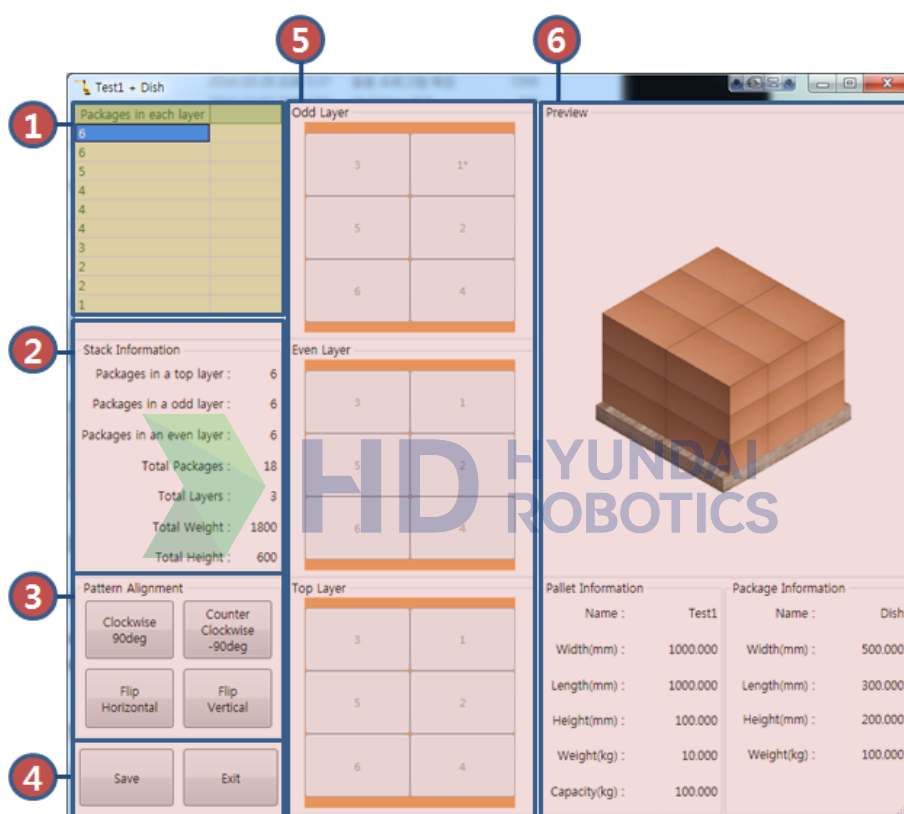 5
6
Test1 + Dish
1
Packages in each layer
6
6
5
4
4
4
3
2
2
1
2
Stack Information
Packages in a top layer : 6
Packages in a odd layer : 6
Packages in an even layer : 6
Total Packages : 18
Total Layers : 3
Total Weight : 1800
Total Height : 600
3
Pattern Alignment
Clockwise
90deg
Counter
Clockwise
-90deg
Flip
Horizontal
Flip
Vertical
4
Save
Exit
Odd Layer
3 1*
5 2
6 4
Even Layer
3 1
5 2
6 4
Top Layer
3 1
5 2
6 4
Preview
HD HYUNDAI
ROBOTICS
Pallet Information
Name : Test1
Width(mm) : 1000.000
Length(mm) : 1000.000
Height(mm) : 100.000
Weight(kg) : 10.000
Capacity(kg) : 100.000
Package Information
Name : Dish
Width(mm) : 500.000
Length(mm) : 300.000
Height(mm) : 200.000
Weight(kg) : 100.000